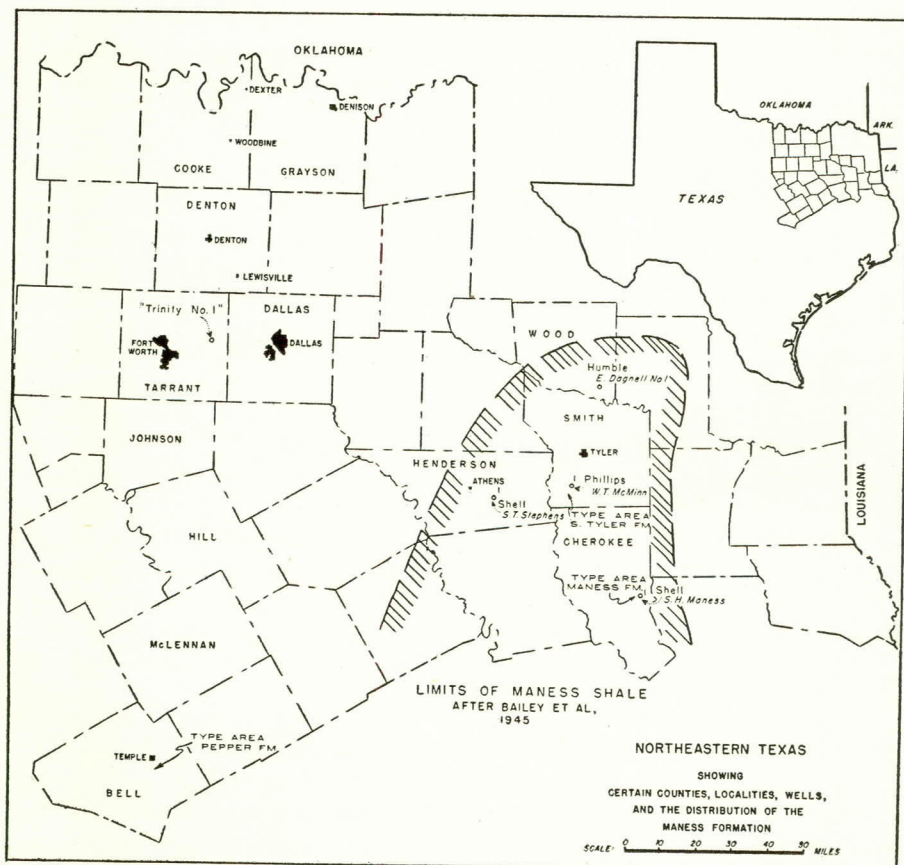 OKLAHOMA
DEXTER
DENISON
WOODBINE
COOKE
GRAYSON
DENTON
DENTON
LEWISVILLE
"Trinity No. 1"
DALLAS
FORT
WORTH
DALLAS
TARRANT
JOHNSON
HILL
McLENNAN
TYPE AREA
PEPPER FM.
TEMPLE
BELL
OKLAHOMA
ARK.
LA.
TEXAS
WOOD
Humble
E. Dagnell No1
SMITH
TYLER
HENDERSON
ATHENS
1 Phillips
W.T. McMinn
Shell
S.T. Stephens
TYPE AREA
S. TYLER FM.
CHEROKEE
TYPE AREA
MANESS FM.
Shell
S.H. Maness
LOUISIANA
LIMITS OF MANESS SHALE
AFTER BAILEY ET AL,
1945
NORTHEASTERN TEXAS
SHOWING
CERTAIN COUNTIES, LOCALITIES, WELLS,
AND THE DISTRIBUTION OF THE
MANESS FORMATION
SCALE: 0 10 20 30 40 MILES